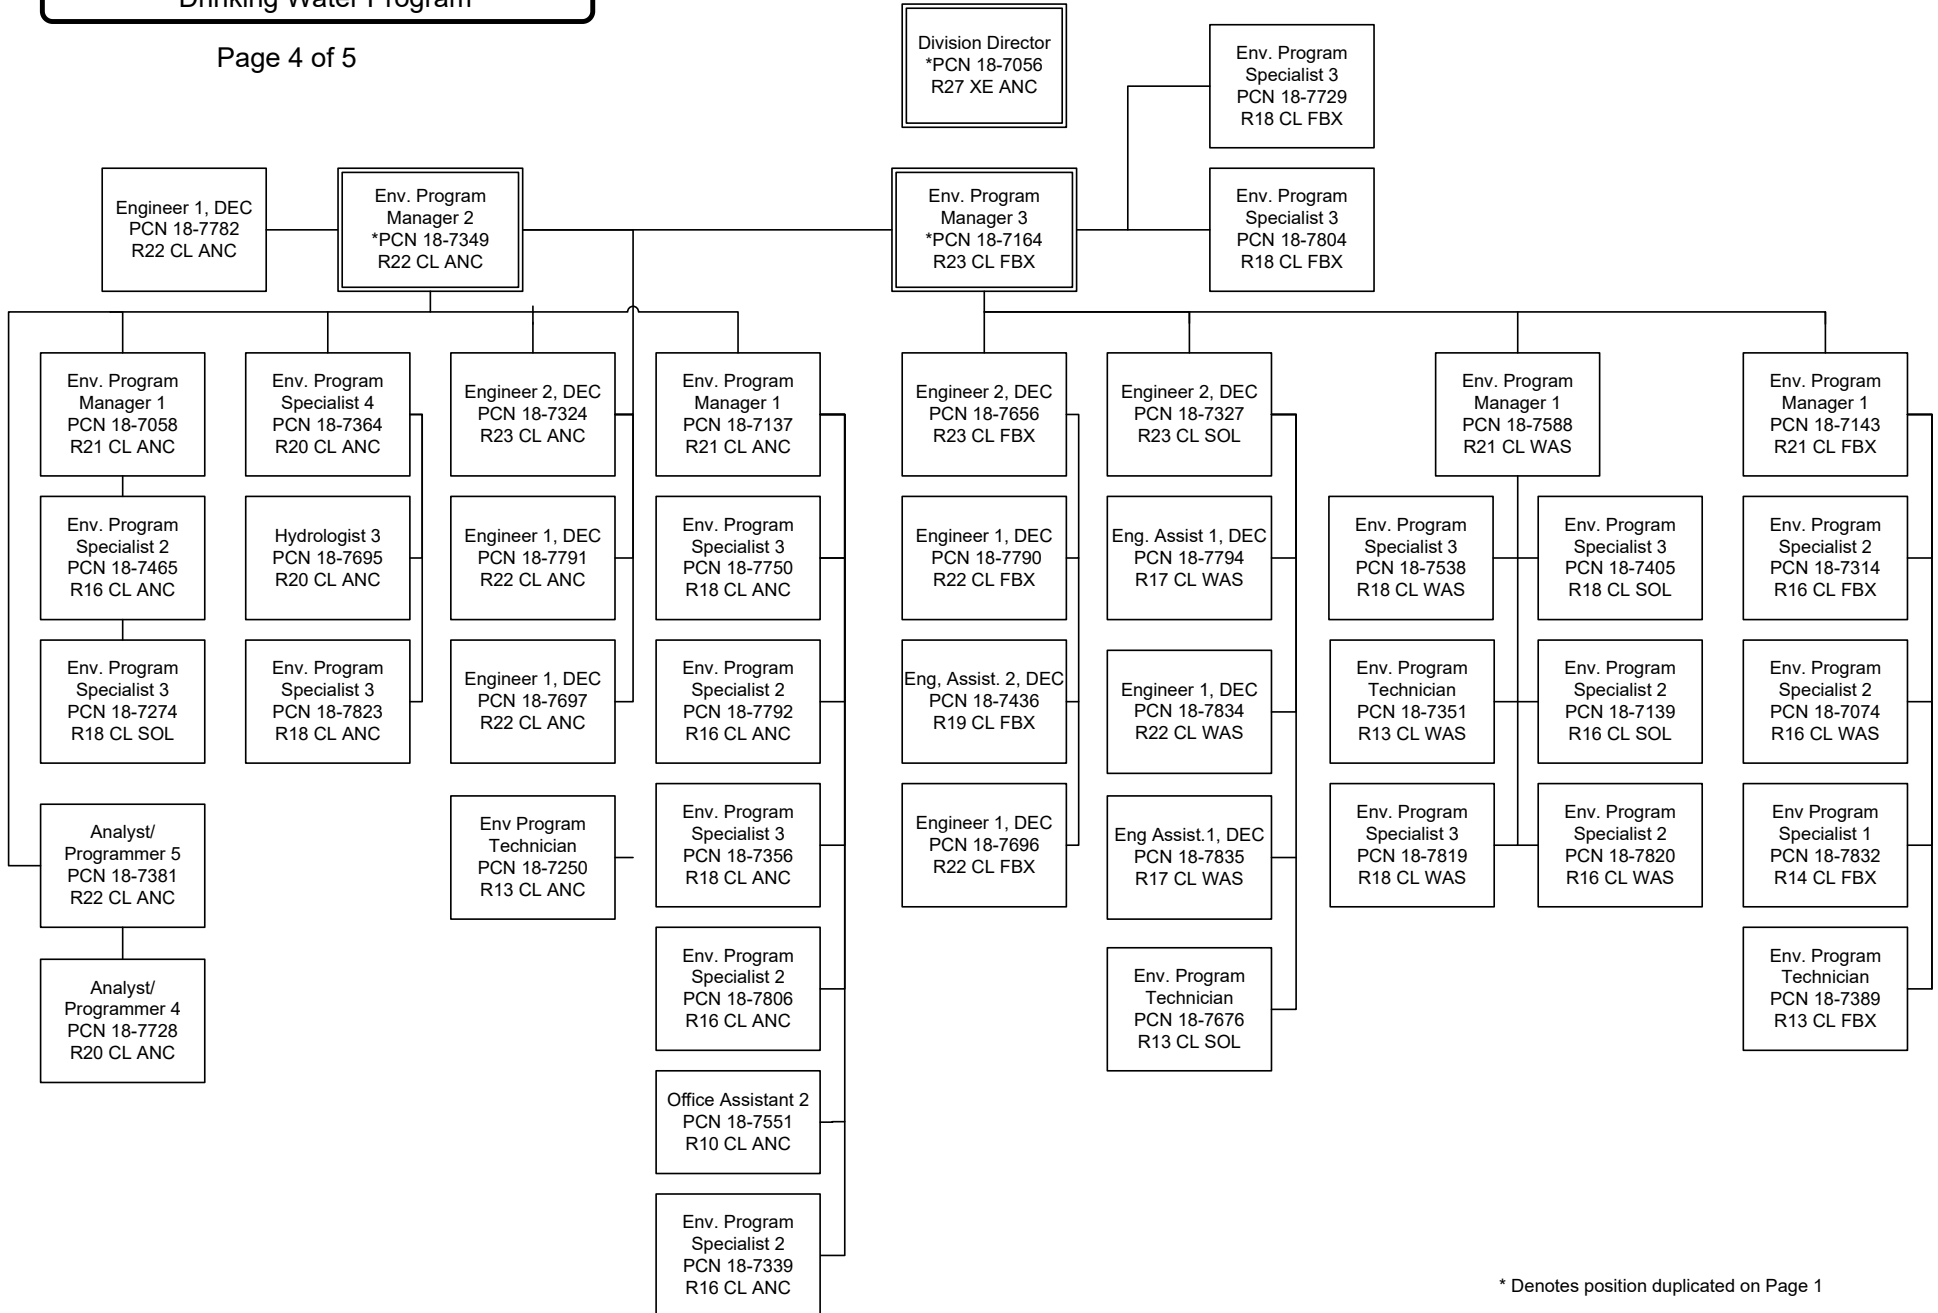 Drinking Water Program
Page 4 of 5
Division Director
*PCN 18-7056
R27 XE ANC
Env. Program
Specialist 3
PCN 18-7729
R18 CL FBX
Engineer 1, DEC
PCN 18-7782
R22 CL ANC
Env. Program
Manager 2
*PCN 18-7349
R22 CL ANC
Env. Program
Manager 3
*PCN 18-7164
R23 CL FBX
Env. Program
Specialist 3
PCN 18-7804
R18 CL FBX
Env. Program
Manager 1
PCN 18-7058
R21 CL ANC
Env. Program
Specialist 4
PCN 18-7364
R20 CL ANC
Engineer 2, DEC
PCN 18-7324
R23 CL ANC
Env. Program
Manager 1
PCN 18-7137
R21 CL ANC
Engineer 2, DEC
PCN 18-7656
R23 CL FBX
Engineer 2, DEC
PCN 18-7327
R23 CL SOL
Env. Program
Manager 1
PCN 18-7588
R21 CL WAS
Env. Program
Manager 1
PCN 18-7143
R21 CL FBX
Env. Program
Specialist 2
PCN 18-7465
R16 CL ANC
Hydrologist 3
PCN 18-7695
R20 CL ANC
Engineer 1, DEC
PCN 18-7791
R22 CL ANC
Env. Program
Specialist 3
PCN 18-7750
R18 CL ANC
Engineer 1, DEC
PCN 18-7790
R22 CL FBX
Eng. Assist 1, DEC
PCN 18-7794
R17 CL WAS
Env. Program
Specialist 3
PCN 18-7538
R18 CL WAS
Env. Program
Specialist 3
PCN 18-7405
R18 CL SOL
Env. Program
Specialist 2
PCN 18-7314
R16 CL FBX
Env. Program
Specialist 3
PCN 18-7274
R18 CL SOL
Env. Program
Specialist 3
PCN 18-7823
R18 CL ANC
Engineer 1, DEC
PCN 18-7697
R22 CL ANC
Env. Program
Specialist 2
PCN 18-7792
R16 CL ANC
Eng, Assist. 2, DEC
PCN 18-7436
R19 CL FBX
Engineer 1, DEC
PCN 18-7834
R22 CL WAS
Env. Program
Technician
PCN 18-7351
R13 CL WAS
Env. Program
Specialist 2
PCN 18-7139
R16 CL SOL
Env. Program
Specialist 2
PCN 18-7074
R16 CL WAS
Analyst/
Programmer 5
PCN 18-7381
R22 CL ANC
Env Program
Technician
PCN 18-7250
R13 CL ANC
Env. Program
Specialist 3
PCN 18-7356
R18 CL ANC
Engineer 1, DEC
PCN 18-7696
R22 CL FBX
Eng Assist.1, DEC
PCN 18-7835
R17 CL WAS
Env. Program
Specialist 3
PCN 18-7819
R18 CL WAS
Env. Program
Specialist 2
PCN 18-7820
R16 CL WAS
Env Program
Specialist 1
PCN 18-7832
R14 CL FBX
Analyst/
Programmer 4
PCN 18-7728
R20 CL ANC
Env. Program
Specialist 2
PCN 18-7806
R16 CL ANC
Env. Program
Technician
PCN 18-7676
R13 CL SOL
Env. Program
Technician
PCN 18-7389
R13 CL FBX
Office Assistant 2
PCN 18-7551
R10 CL ANC
Env. Program
Specialist 2
PCN 18-7339
R16 CL ANC
* Denotes position duplicated on Page 1